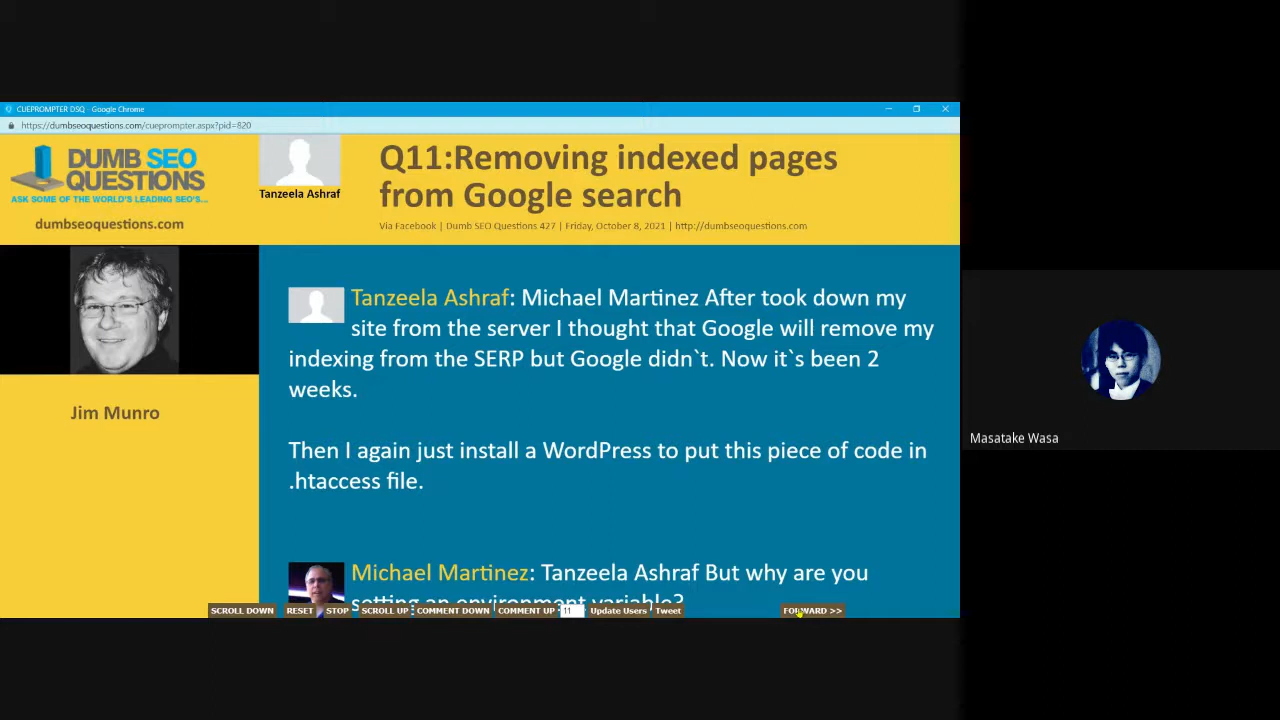 CUEPROMPTER DSQ - Google Chrome
https://dumbseoquestions.com/cueprompter.aspx?pid=820
DUMB SEO
QUESTIONS
ASK SOME OF THE WORLD'S LEADING SEO'S...
dumbseoquestions.com
Tanzeela Ashraf
Q11:Removing indexed pages
from Google search
Via Facebook | Dumb SEO Questions 427 | Friday, October 8, 2021 | http://dumbseoquestions.com
Jim Munro
Tanzeela Ashraf: Michael Martinez After took down my
site from the server I thought that Google will remove my
indexing from the SERP but Google didn`t. Now it`s been 2
weeks.
Then I again just install a WordPress to put this piece of code in
.htaccess file.
Michael Martinez: Tanzeela Ashraf But why are you
setting an environment variable?
SCROLL DOWN RESET STOP SCROLL UP COMMENT DOWN COMMENT UP 11 Update Users Tweet FORWARD >>
Masatake Wasa